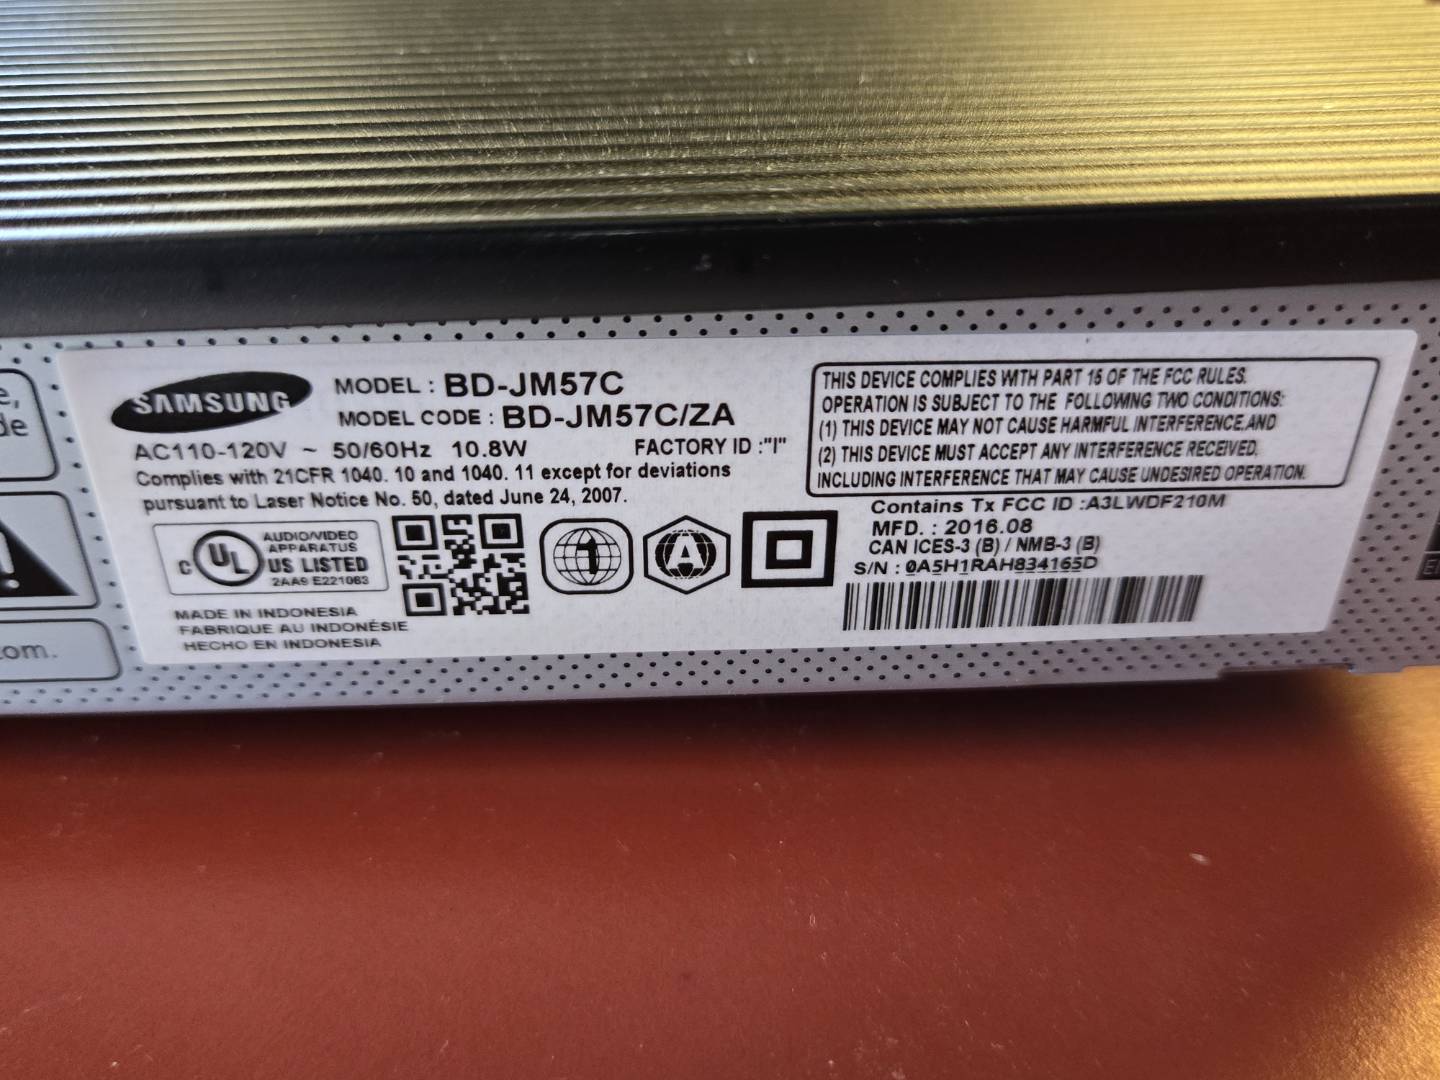 SAMSUNG
MODEL : BD-JM57C
MODEL CODE : BD-JM57C/ZA
AC110-120V ~ 50/60Hz 10.8W
FACTORY ID :"I"
Complies with 21CFR 1040. 10 and 1040. 11 except for deviations
pursuant to Laser Notice No. 50, dated June 24, 2007.
C UL
AUDIO/VIDEO
APPARATUS
US LISTED
2AA9 E221063
1
A
MADE IN INDONESIA
FABRIQUE AU INDONÉSIE
HECHO EN INDONESIA
THIS DEVICE COMPLIES WITH PART 15 OF THE FCC RULES.
OPERATION IS SUBJECT TO THE FOLLOWING TWO CONDITIONS:
(1) THIS DEVICE MAY NOT CAUSE HARMFUL INTERFERENCE,AND
(2) THIS DEVICE MUST ACCEPT ANY INTERFERENCE RECEIVED,
INCLUDING INTERFERENCE THAT MAY CAUSE UNDESIRED OPERATION.
Contains Tx FCC ID :A3LWDF210M
MFD. : 2016.08
CAN ICES-3 (B) / NMB-3 (B)
S/N : 0A5H1RAH834165D